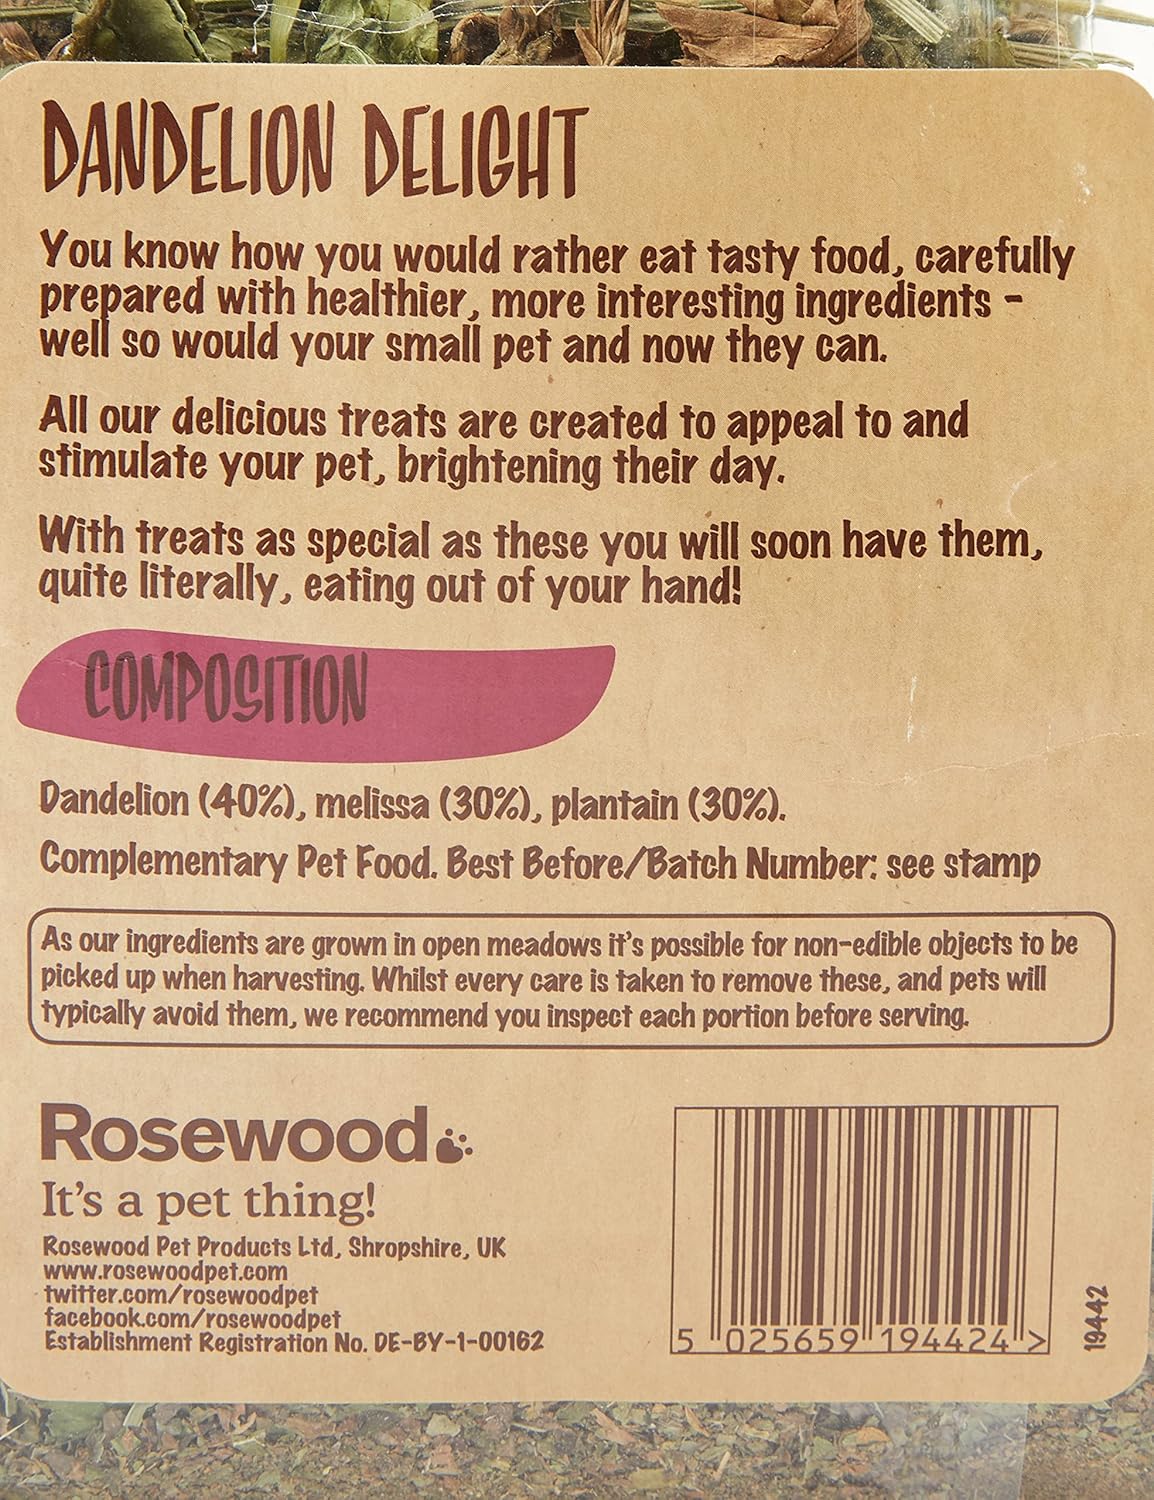 DANDELION DELIGHT
You know how you would rather eat tasty food, carefully
prepared with healthier, more interesting ingredients -
well so would your small pet and now they can.
All our delicious treats are created to appeal to and
stimulate your pet, brightening their day.
With treats as special as these you will soon have them,
quite literally, eating out of your hand!
COMPOSITION
Dandelion (40%), melissa (30%), plantain (30%).
Complementary Pet Food. Best Before/Batch Number: see stamp
As our ingredients are grown in open meadows it's possible for non-edible objects to be
picked up when harvesting. Whilst every care is taken to remove these, and pets will
typically avoid them, we recommend you inspect each portion before serving.
Rosewood
It's a pet thing!
Rosewood Pet Products Ltd, Shropshire, UK
www.rosewoodpet.com
twitter.com/rosewoodpet
facebook.com/rosewoodpet
Establishment Registration No. DE-BY-1-00162
5 025659 194424 >
19442